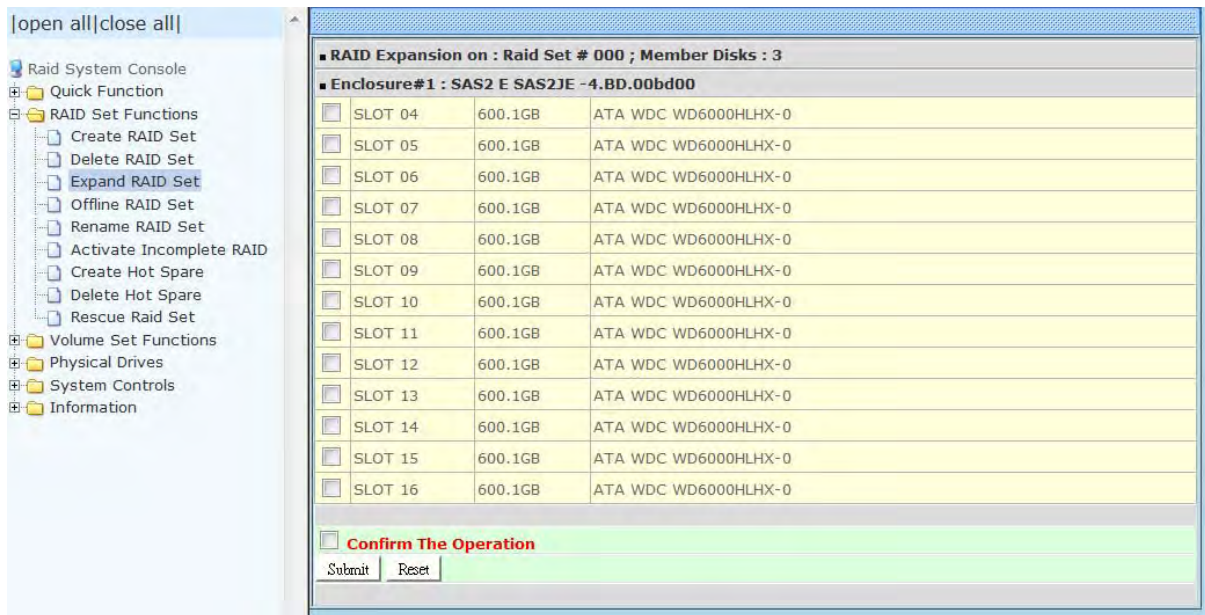 |open all|close all|
Raid System Console
Quick Function
RAID Set Functions
Create RAID Set
Delete RAID Set
Expand RAID Set
Offline RAID Set
Rename RAID Set
Activate Incomplete RAID
Create Hot Spare
Delete Hot Spare
Rescue Raid Set
Volume Set Functions
Physical Drives
System Controls
Information
RAID Expansion on : Raid Set # 000 ; Member Disks : 3
Enclosure#1 : SAS2 E SAS2JE -4.BD.00bd00
SLOT 04 600.1GB ATA WDC WD6000HLHX-0
SLOT 05 600.1GB ATA WDC WD6000HLHX-0
SLOT 06 600.1GB ATA WDC WD6000HLHX-0
SLOT 07 600.1GB ATA WDC WD6000HLHX-0
SLOT 08 600.1GB ATA WDC WD6000HLHX-0
SLOT 09 600.1GB ATA WDC WD6000HLHX-0
SLOT 10 600.1GB ATA WDC WD6000HLHX-0
SLOT 11 600.1GB ATA WDC WD6000HLHX-0
SLOT 12 600.1GB ATA WDC WD6000HLHX-0
SLOT 13 600.1GB ATA WDC WD6000HLHX-0
SLOT 14 600.1GB ATA WDC WD6000HLHX-0
SLOT 15 600.1GB ATA WDC WD6000HLHX-0
SLOT 16 600.1GB ATA WDC WD6000HLHX-0
Confirm The Operation
Submit Reset